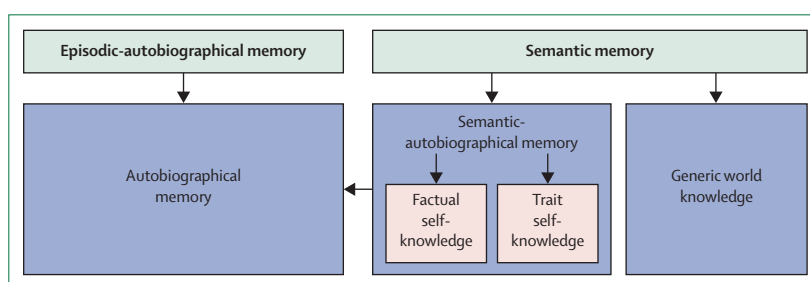 Episodic-autobiographical memory
Semantic memory
Autobiographical
memory
Semantic-
autobiographical memory
Factual
self-
knowledge
Trait
self-
knowledge
Generic world
knowledge